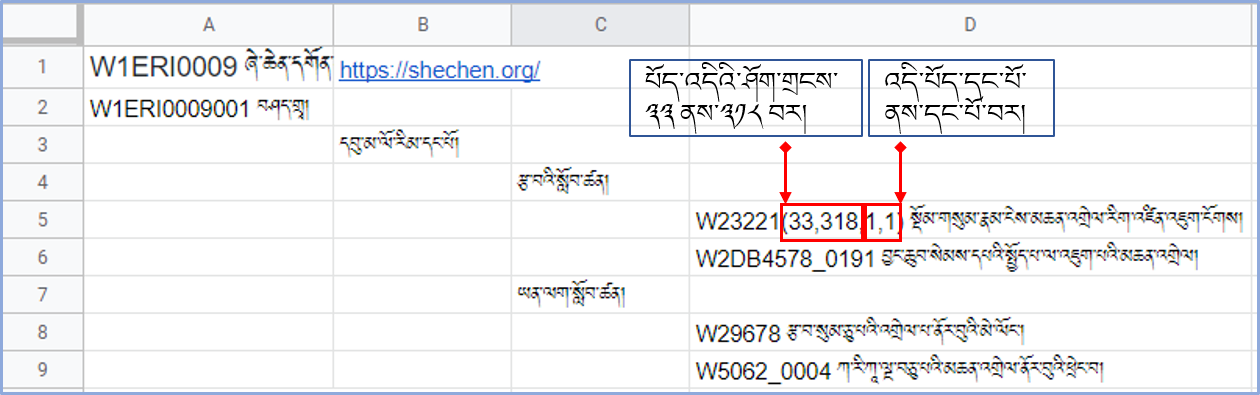 A B C D
1 W1ERI0009 ཞེ་ཆེན་དགོན་ https://shechen.org/
པོད་འདིའི་ཤོག་གྲངས་
༣༣ ནས་༣༡༨ བར།
འདི་པོད་དང་པོ་
ནས་དང་པོ་བར།
2 W1ERI0009001 བཤད་གྲྭ།
3 དབུ་མ་ལོ་རིམ་དང་པོ།
4 རྩ་བའི་སློབ་ཚན།
5 W23221(33,318,1,1) སྡོམ་གསུམ་རྣམ་ངེས་མཆན་འགྲེལ་རིག་འཛིན་འཇུག་ངོགས།
6 W2DB4578_0191 བྱང་ཆུབ་སེམས་དཔའི་སྤྱོད་པ་ལ་འཇུག་པའི་མཆན་འགྲེལ།
7 ཡན་ལག་སློབ་ཚན།
8 W29678 རྩ་བ་སུམ་ཅུ་པའི་འགྲེལ་པ་ནོར་བུའི་མེ་ལོང།
9 W5062_0004 ཀ་རི་ཀཱ་ལྔ་བཅུ་པའི་མཆན་འགྲེལ་ནོར་བུའི་ཕྲེང་བ།